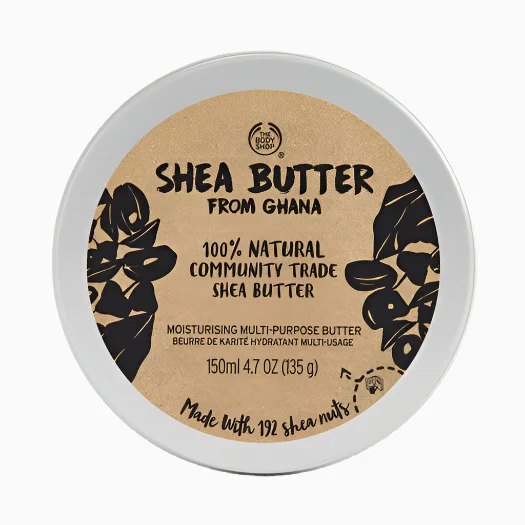 THE
BODY
SHOP
®
SHEA BUTTER
FROM GHANA
100% NATURAL
COMMUNITY TRADE
SHEA BUTTER
MOISTURISING MULTI-PURPOSE BUTTER
BEURRE DE KARITÉ HYDRATANT MULTI-USAGE
150ml 4.7 OZ (135 g)
Made With 192 shea nuts